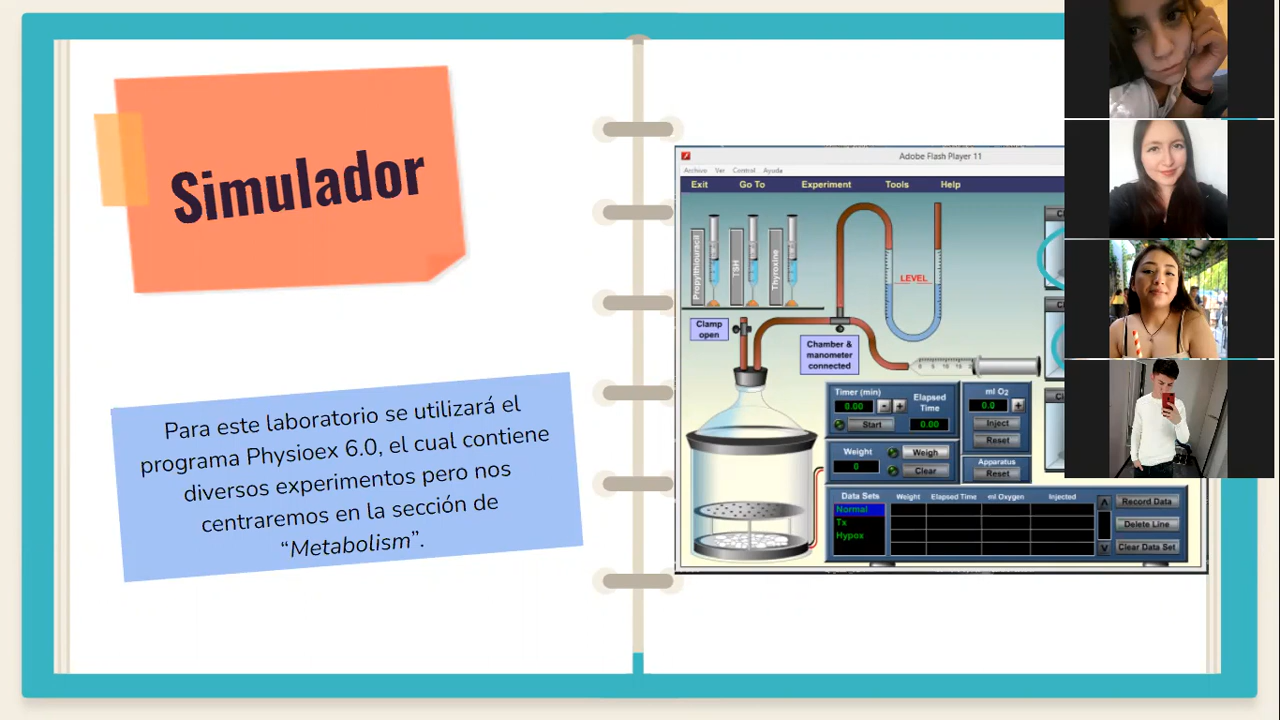 Simulador
Para este laboratorio se utilizará el
programa Physioex 6.0, el cual contiene
diversos experimentos pero nos
centraremos en la sección de
“Metabolism”.
Adobe Flash Player 11
Archivo Ver Control Ayuda
Exit Go To Experiment Tools Help
Propylthiouracil
TSH
Thyroxine
LEVEL
Clamp
open
Chamber &
manometer
connected
0 5 10 15
Timer (min)
0.00 - +
Start
Elapsed
Time
0.00
ml O2
0.0 +
Inject
Reset
Weight
0
Weigh
Clear
Apparatus
Reset
Data Sets Weight Elapsed Time ml Oxygen Injected
Normal
Tx
Hypox
Record Data
Delete Line
Clear Data Set